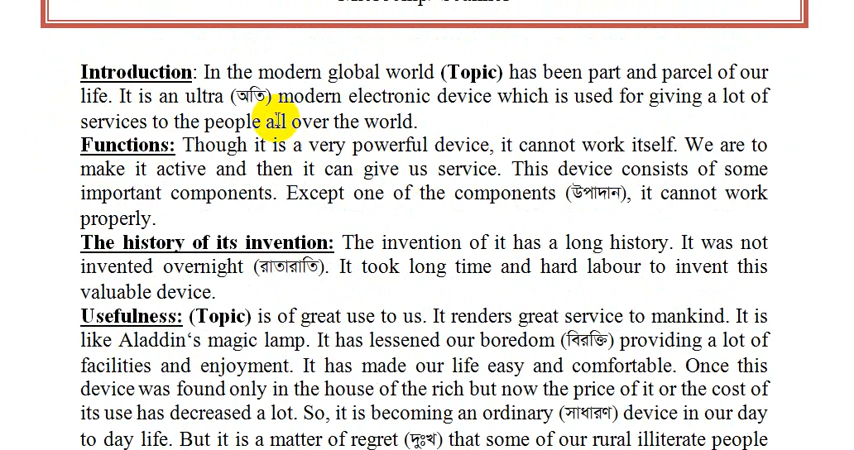 Introduction: In the modern global world (Topic) has been part and parcel of our
life. It is an ultra (অতি) modern electronic device which is used for giving a lot of
services to the people all over the world.
Functions: Though it is a very powerful device, it cannot work itself. We are to
make it active and then it can give us service. This device consists of some
important components. Except one of the components (উপাদান), it cannot work
properly.
The history of its invention: The invention of it has a long history. It was not
invented overnight (রাতারাতি). It took long time and hard labour to invent this
valuable device.
Usefulness: (Topic) is of great use to us. It renders great service to mankind. It is
like Aladdin‘s magic lamp. It has lessened our boredom (বিরক্তি) providing a lot of
facilities and enjoyment. It has made our life easy and comfortable. Once this
device was found only in the house of the rich but now the price of it or the cost of
its use has decreased a lot. So, it is becoming an ordinary (সাধারণ) device in our day
to day life. But it is a matter of regret (দুঃখ) that some of our rural illiterate people